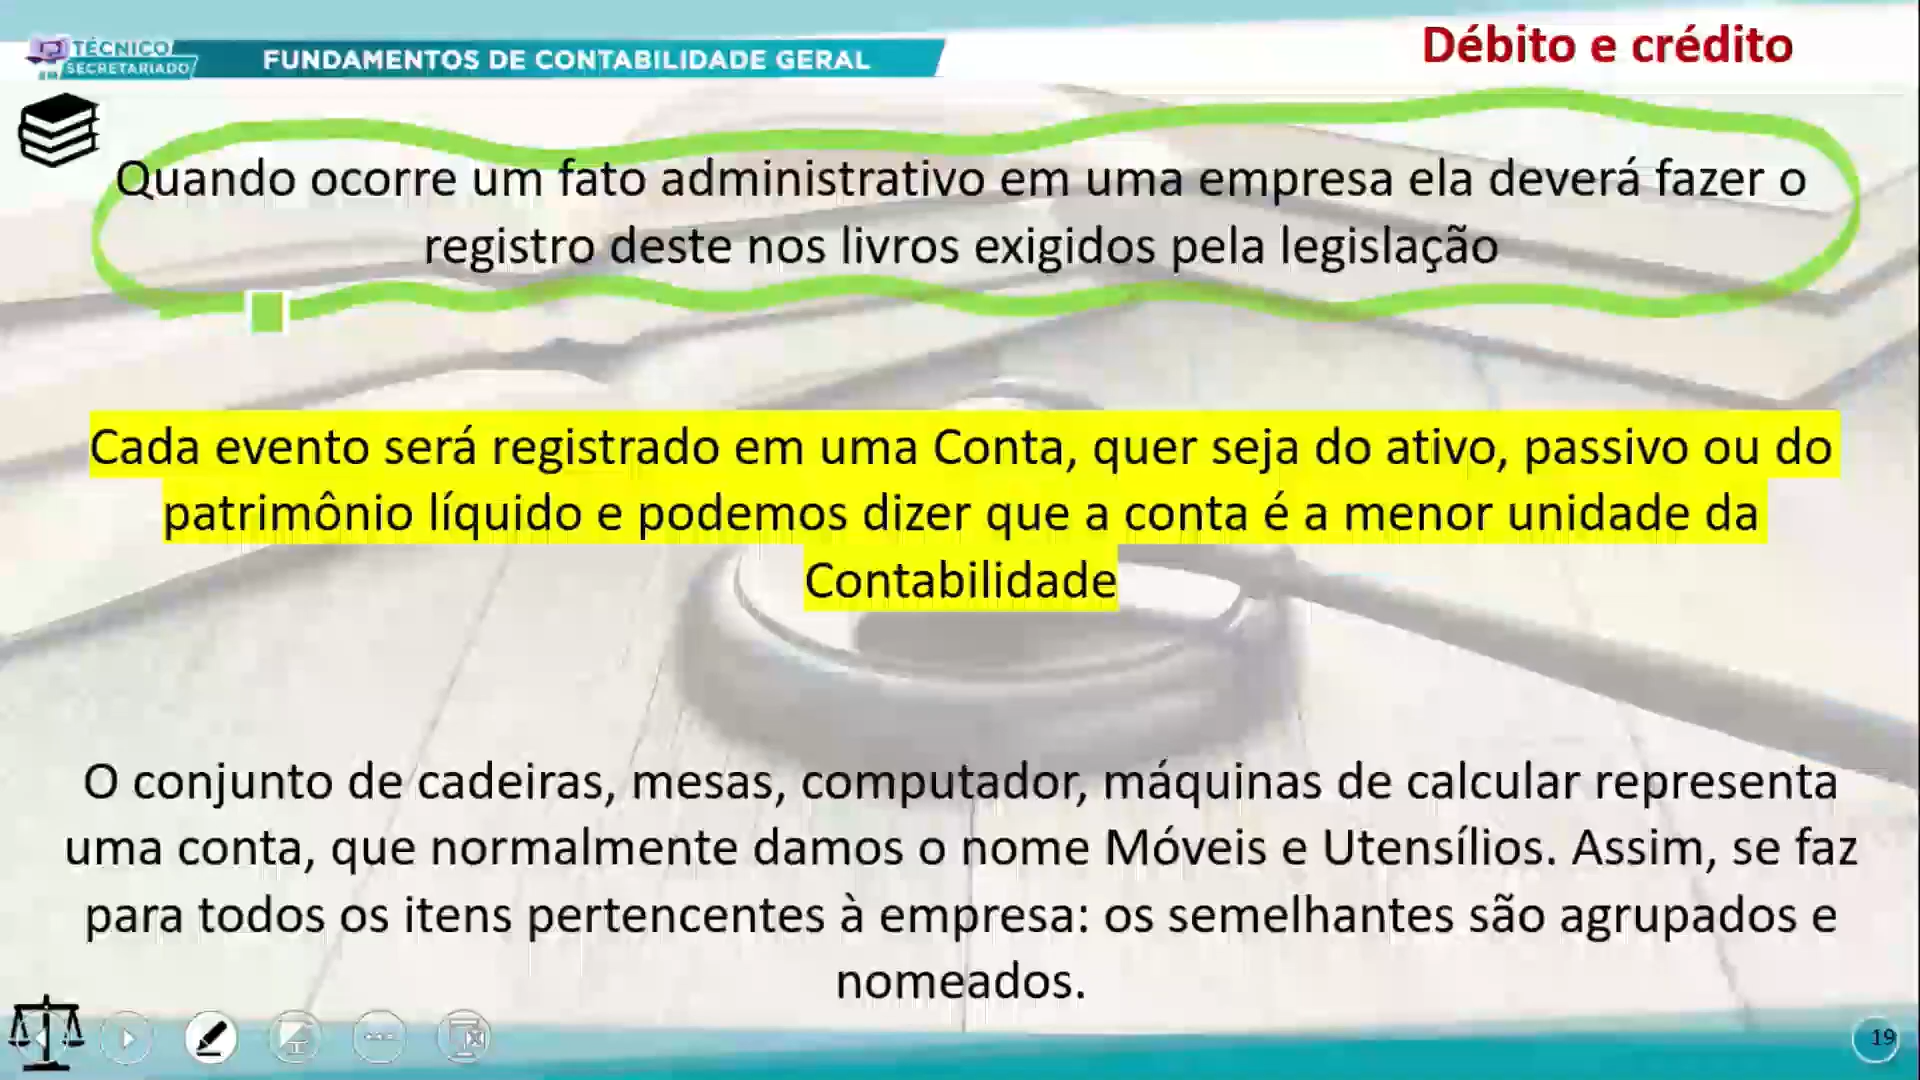 TÉCNICO
EM SECRETARIADO
FUNDAMENTOS DE CONTABILIDADE GERAL
Débito e crédito
Quando ocorre um fato administrativo em uma empresa ela deverá fazer o
registro deste nos livros exigidos pela legislação
Cada evento será registrado em uma Conta, quer seja do ativo, passivo ou do
patrimônio líquido e podemos dizer que a conta é a menor unidade da
Contabilidade
O conjunto de cadeiras, mesas, computador, máquinas de calcular representa
uma conta, que normalmente damos o nome Móveis e Utensílios. Assim, se faz
para todos os itens pertencentes à empresa: os semelhantes são agrupados e
nomeados.
19